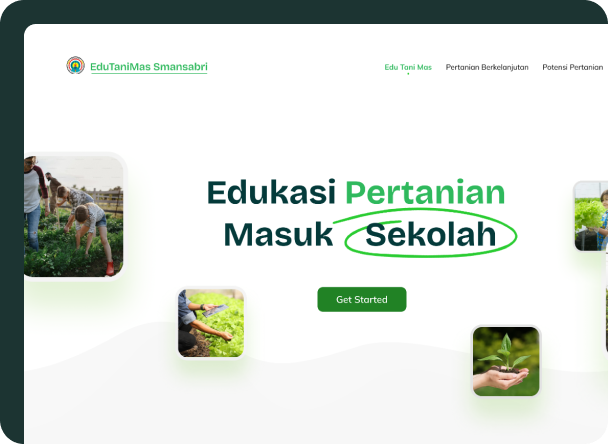 EduTaniMas Smansabri
Edu Tani Mas Pertanian Berkelanjutan Potensi Pertanian
Edukasi Pertanian
Masuk Sekolah
Get Started